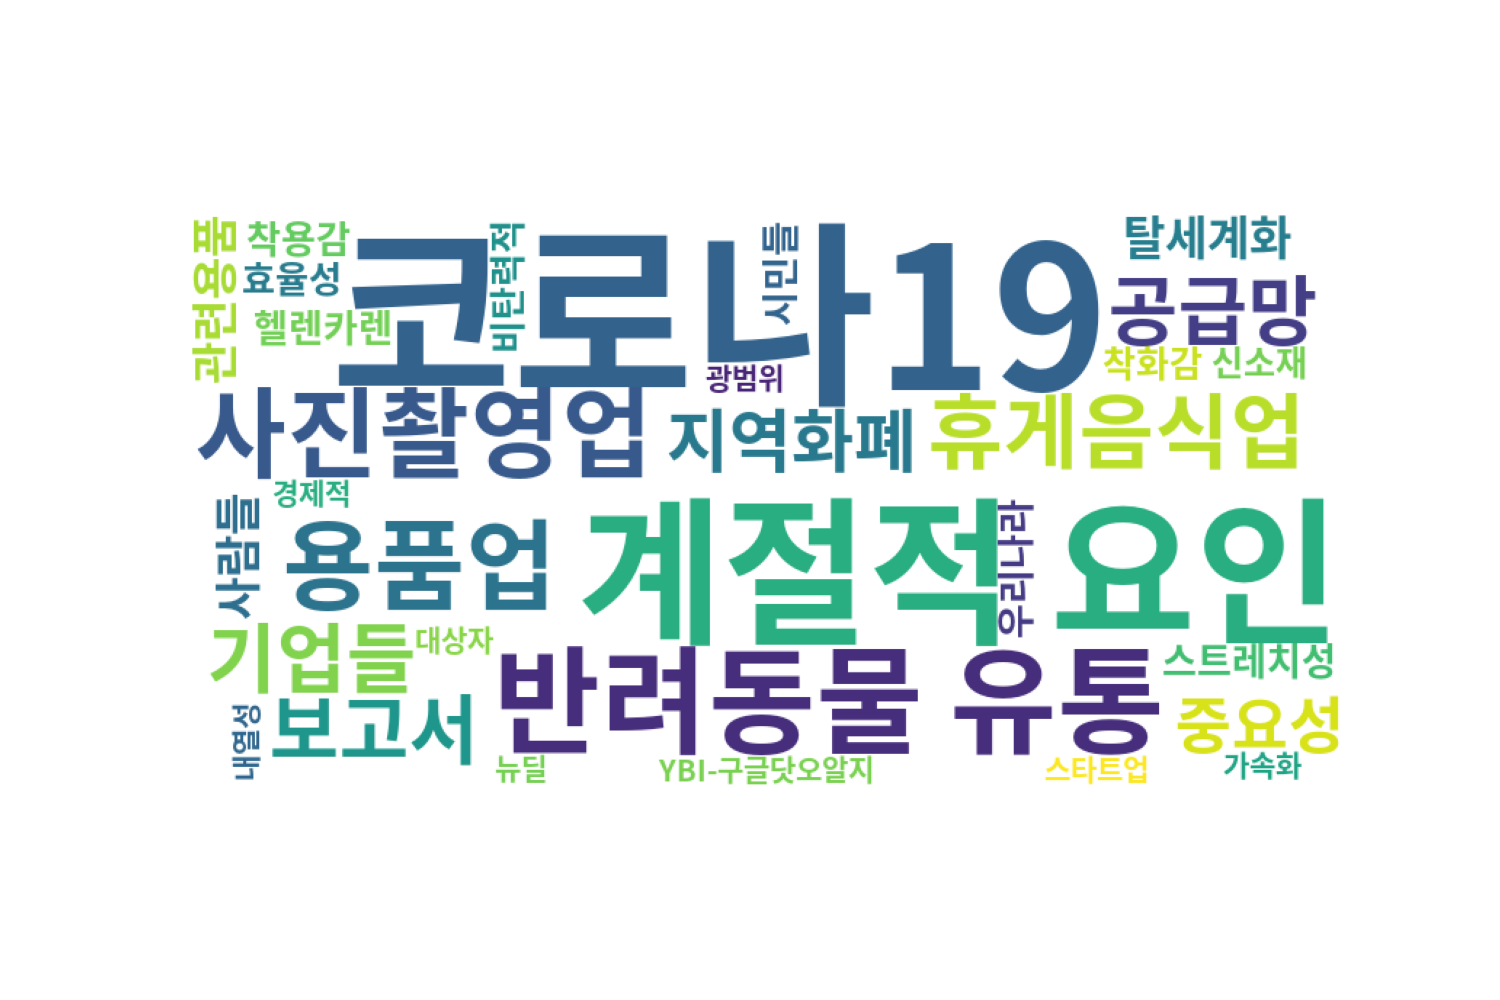 관련용품
착용감
효율성
헬렌카렌
코로나19
비탄력적
시민들
탈세계화
공급망
착화감
신소재
광범위
사진촬영업
지역화폐
휴게음식업
경제적
사람들
용품업
계절적 요인
우리나라
기업들
대상자
반려동물 유통
스트레치성
내열성
보고서
중요성
뉴딜
YBI-구글닷오알지
스타트업
가속화